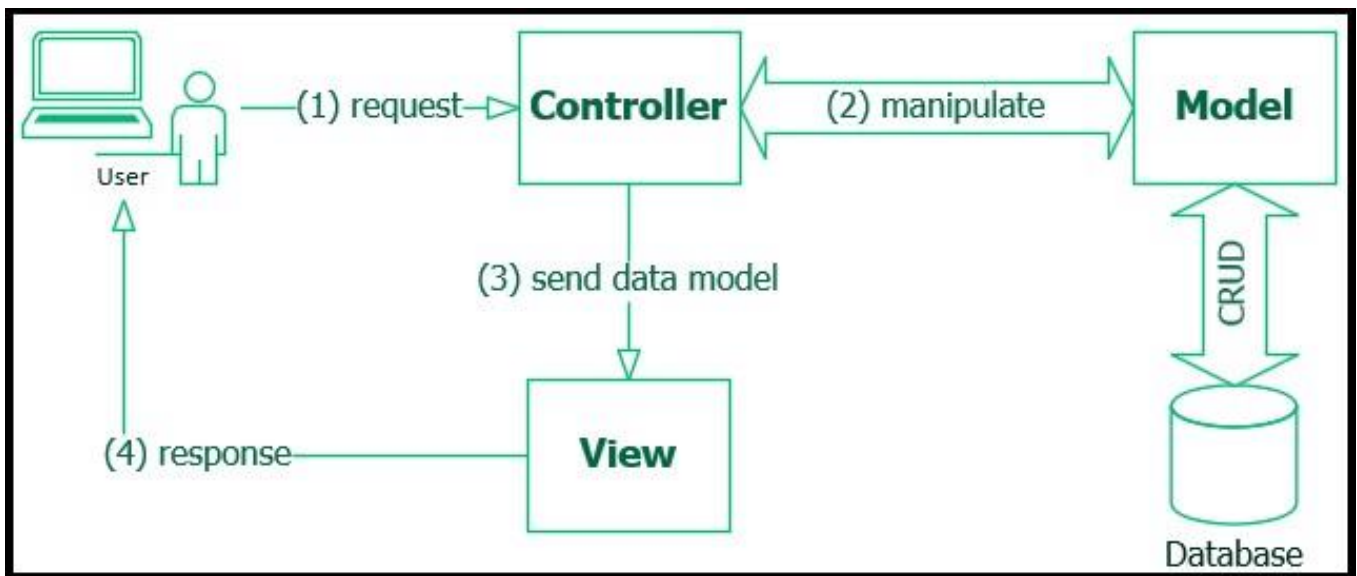 (1) request
Controller
(2) manipulate
Model
User
(3) send data model
CRUD
(4) response
View
Database